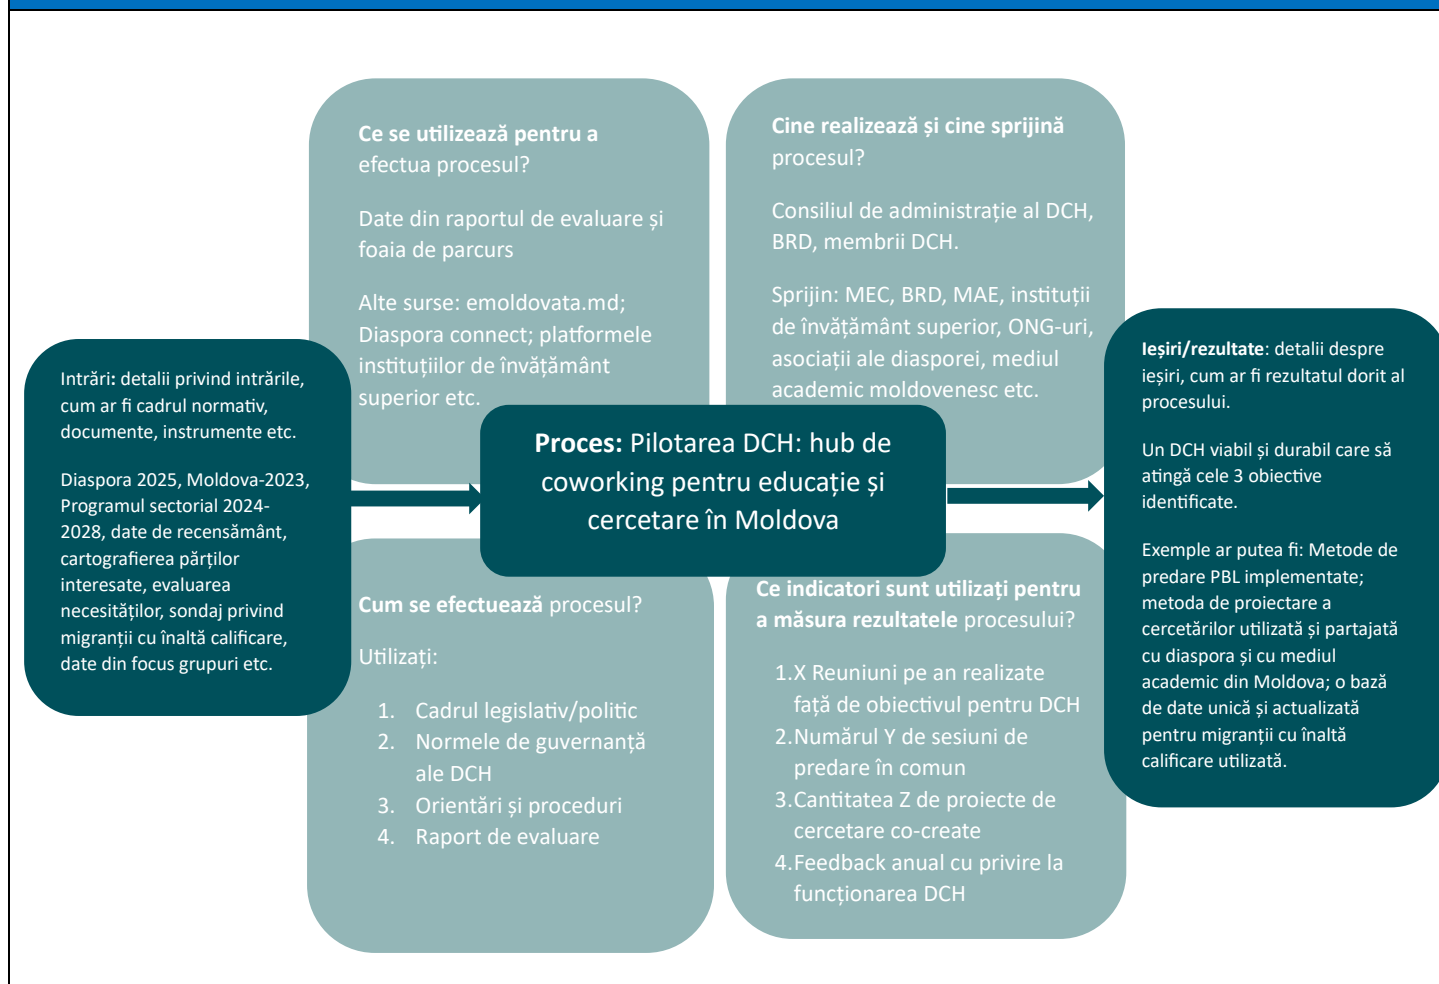 Ce se utilizează pentru a
efectua procesul?
Date din raportul de evaluare și
foaia de parcurs
Alte surse: emoldovata.md;
Diaspora connect; platformele
instituțiilor de învățământ
superior etc.
Cine realizează și cine sprijină
procesul?
Consiliul de administrație al DCH,
BRD, membrii DCH.
Sprijin: MEC, BRD, MAE, instituții
de învățământ superior, ONG-uri,
asociații ale diasporei, mediul
academic moldovenesc etc.
Intrări: detalii privind intrările,
cum ar fi cadrul normativ,
documente, instrumente etc.
Diaspora 2025, Moldova-2023,
Programul sectorial 2024-
2028, date de recensământ,
cartografierea părților
interesate, evaluarea
necesităților, sondaj privind
migranții cu înaltă calificare,
date din focus grupuri etc.
Proces: Pilotarea DCH: hub de
coworking pentru educație și
cercetare în Moldova
Ieșiri/rezultate: detalii despre
ieșiri, cum ar fi rezultatul dorit al
procesului.
Un DCH viabil și durabil care să
atingă cele 3 obiective
identificate.
Exemple ar putea fi: Metode de
predare PBL implementate;
metoda de proiectare a
cercetărilor utilizată și partajată
cu diaspora și cu mediul
academic din Moldova; o bază
de date unică și actualizată
pentru migranții cu înaltă
calificare utilizată.
Cum se efectuează procesul?
Utilizați:
1. Cadrul legislativ/politic
2. Normele de guvernanță
ale DCH
3. Orientări și proceduri
4. Raport de evaluare
Ce indicatori sunt utilizați pentru
a măsura rezultatele procesului?
1.X Reuniuni pe an realizate
față de obiectivul pentru DCH
2.Numărul Y de sesiuni de
predare în comun
3.Cantitatea Z de proiecte de
cercetare co-create
4.Feedback anual cu privire la
funcționarea DCH